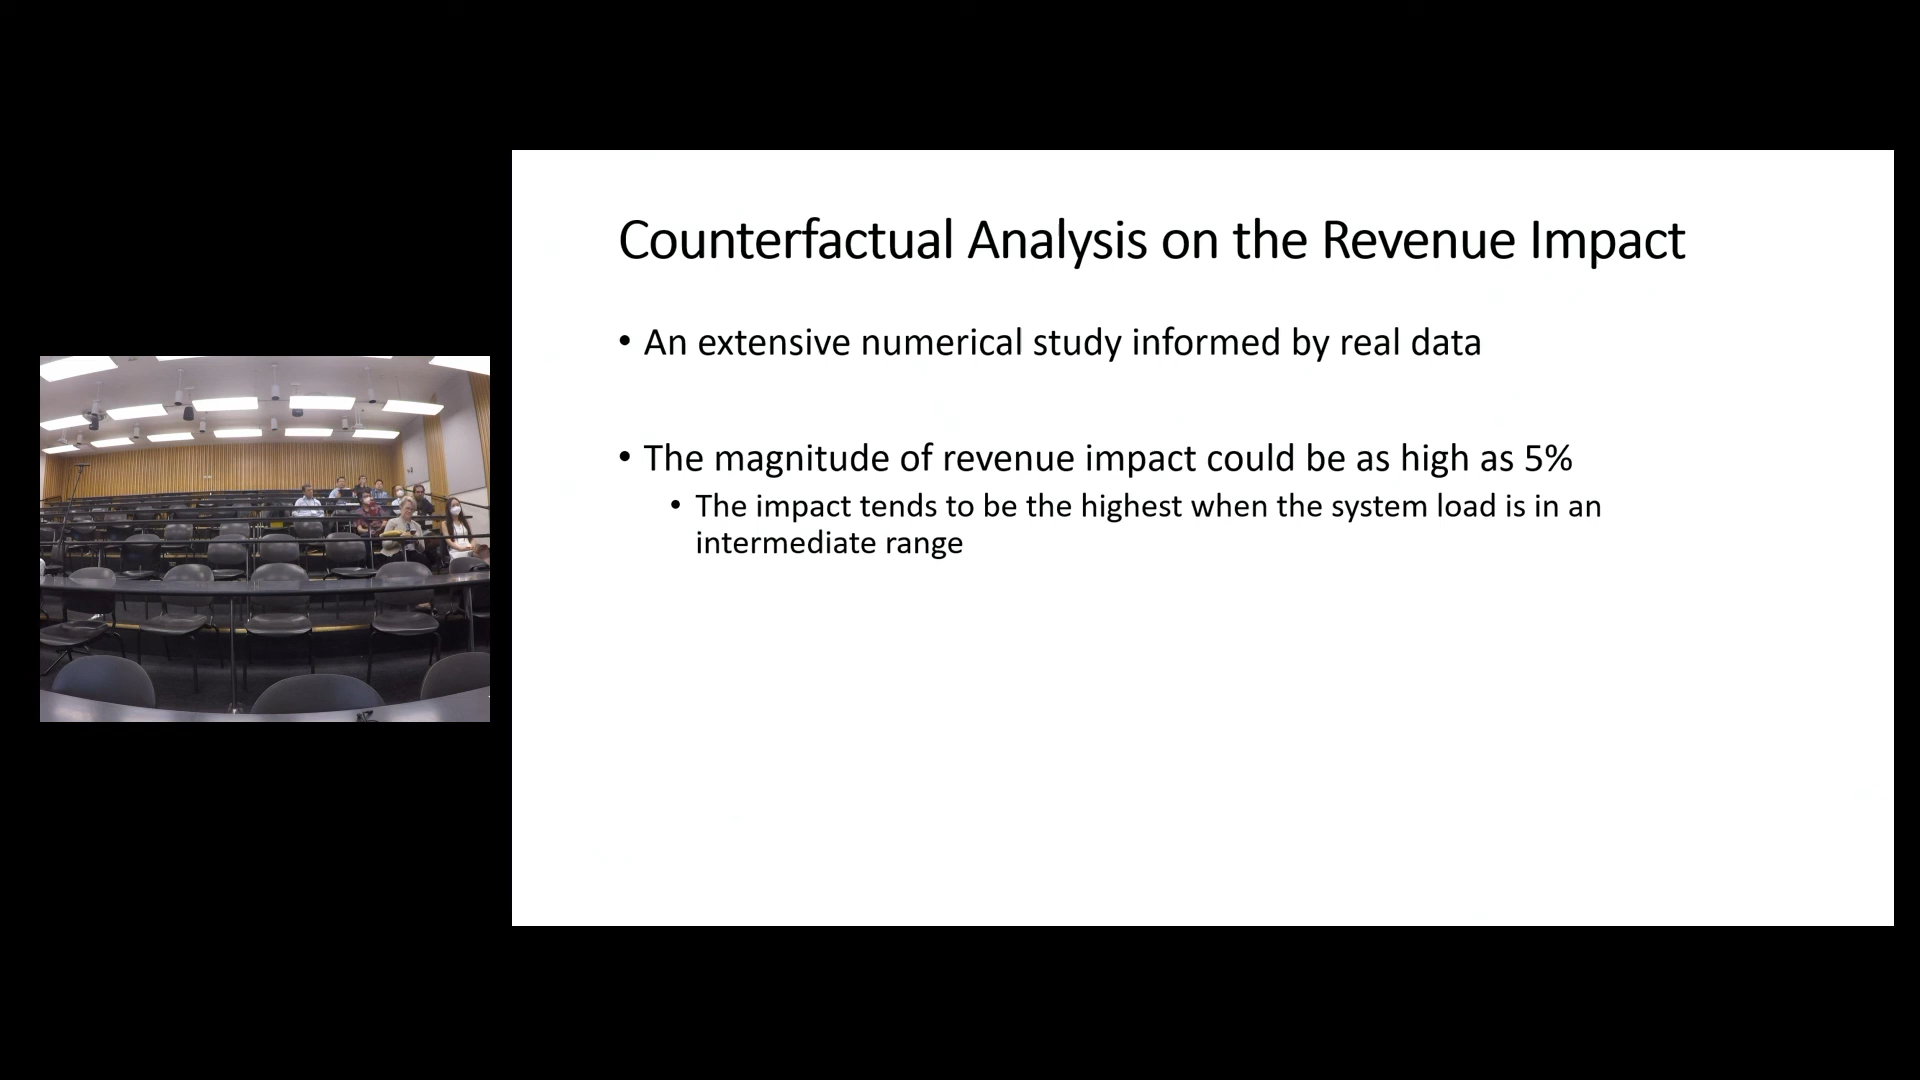 Counterfactual Analysis on the Revenue Impact
• An extensive numerical study informed by real data
• The magnitude of revenue impact could be as high as 5%
• The impact tends to be the highest when the system load is in an
intermediate range